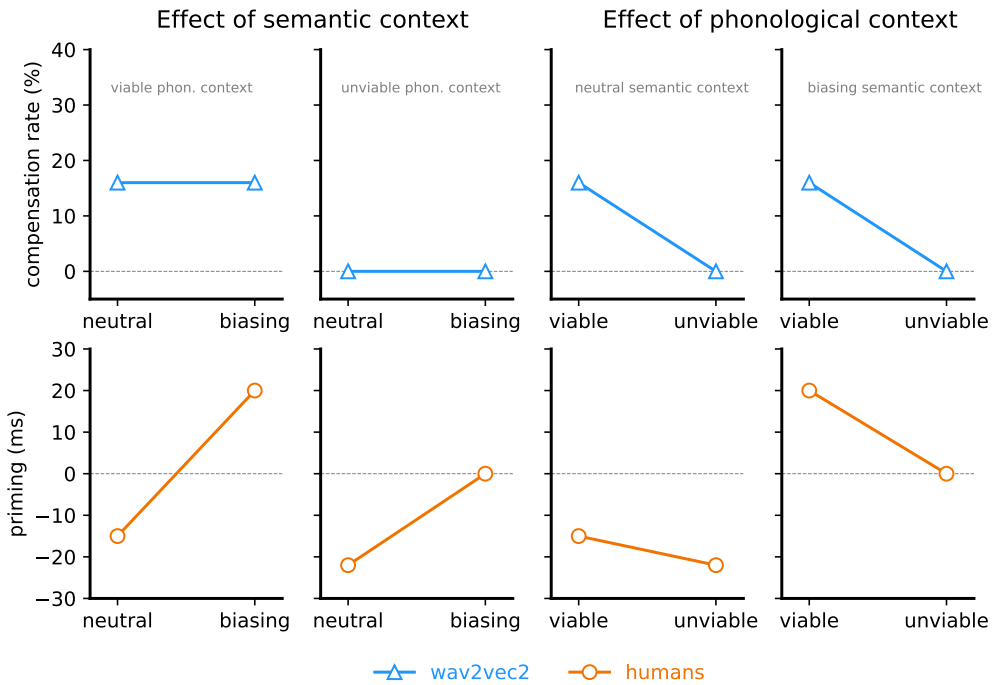 Effect of semantic context
Effect of phonological context
compensation rate (%)
40
30
20
10
0
viable phon. context
unviable phon. context
neutral semantic context
biasing semantic context
neutral biasing
neutral biasing
viable unviable
viable unviable
priming (ms)
30
20
10
0
−10
−20
−30
neutral biasing
neutral biasing
viable unviable
viable unviable
wav2vec2 humans